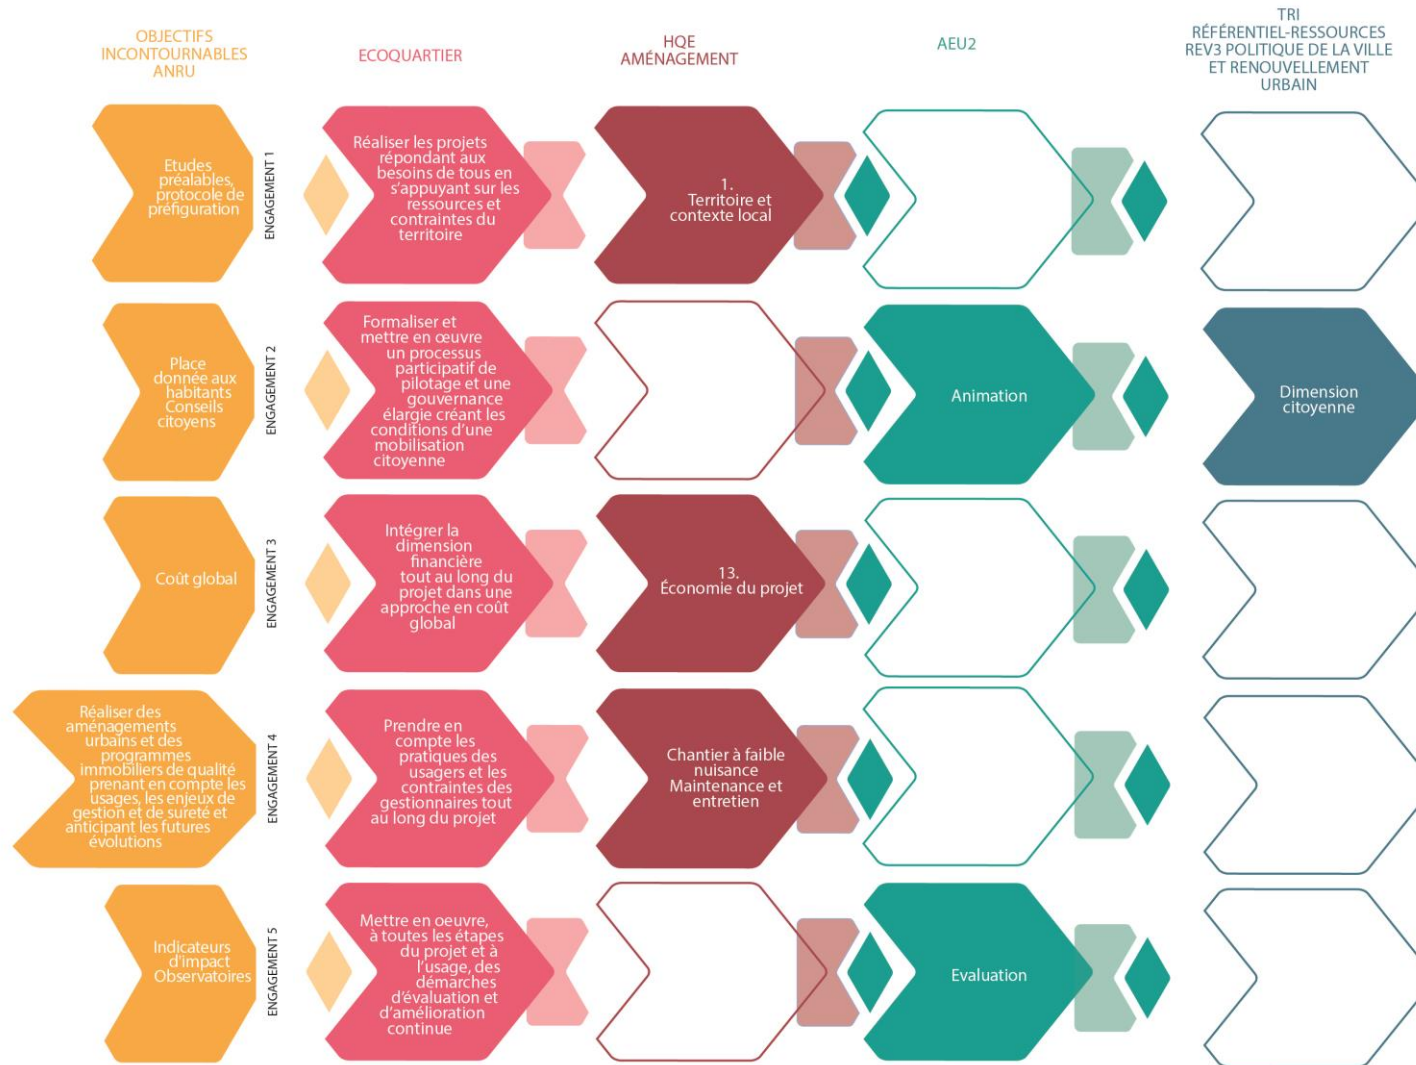 OBJECTIFS
INCONTOURNABLES
ANRU
ECOQUARTIER
HQE
AMÉNAGEMENT
AEU2
TRI
RÉFÉRENTIEL-RESSOURCES
REV3 POLITIQUE DE LA VILLE
ET RENOUVELLEMENT
URBAIN
Etudes
préalables,
protocole de
préfiguration
ENGAGEMENT 1
Réaliser les projets
répondant aux
besoins de tous en
s'appuyant sur les
ressources et
contraintes du
territoire
1.
Territoire et
contexte local
Place
donnée aux
habitants
Conseils
citoyens
ENGAGEMENT 2
Formaliser et
mettre en œuvre
un processus
participatif de
pilotage et une
gouvernance
élargie créant les
conditions d'une
mobilisation
citoyenne
Animation
Dimension
citoyenne
Coût global
ENGAGEMENT 3
Intégrer la
dimension
financière
tout au long du
projet dans une
approche en coût
global
13.
Économie du projet
Réaliser des
aménagements
urbains et des
programmes
immobiliers de qualité
prenant en compte les
usages, les enjeux de
gestion et de sureté et
anticipant les futures
évolutions
ENGAGEMENT 4
Prendre en
compte les
pratiques des
usagers et les
contraintes des
gestionnaires tout
au long du projet
Chantier à faible
nuisance
Maintenance et
entretien
Indicateurs
d'impact
Observatoires
ENGAGEMENT 5
Mettre en oeuvre,
à toutes les étapes
du projet et à
l'usage, des
démarches
d'évaluation et
d'amélioration
continue
Evaluation